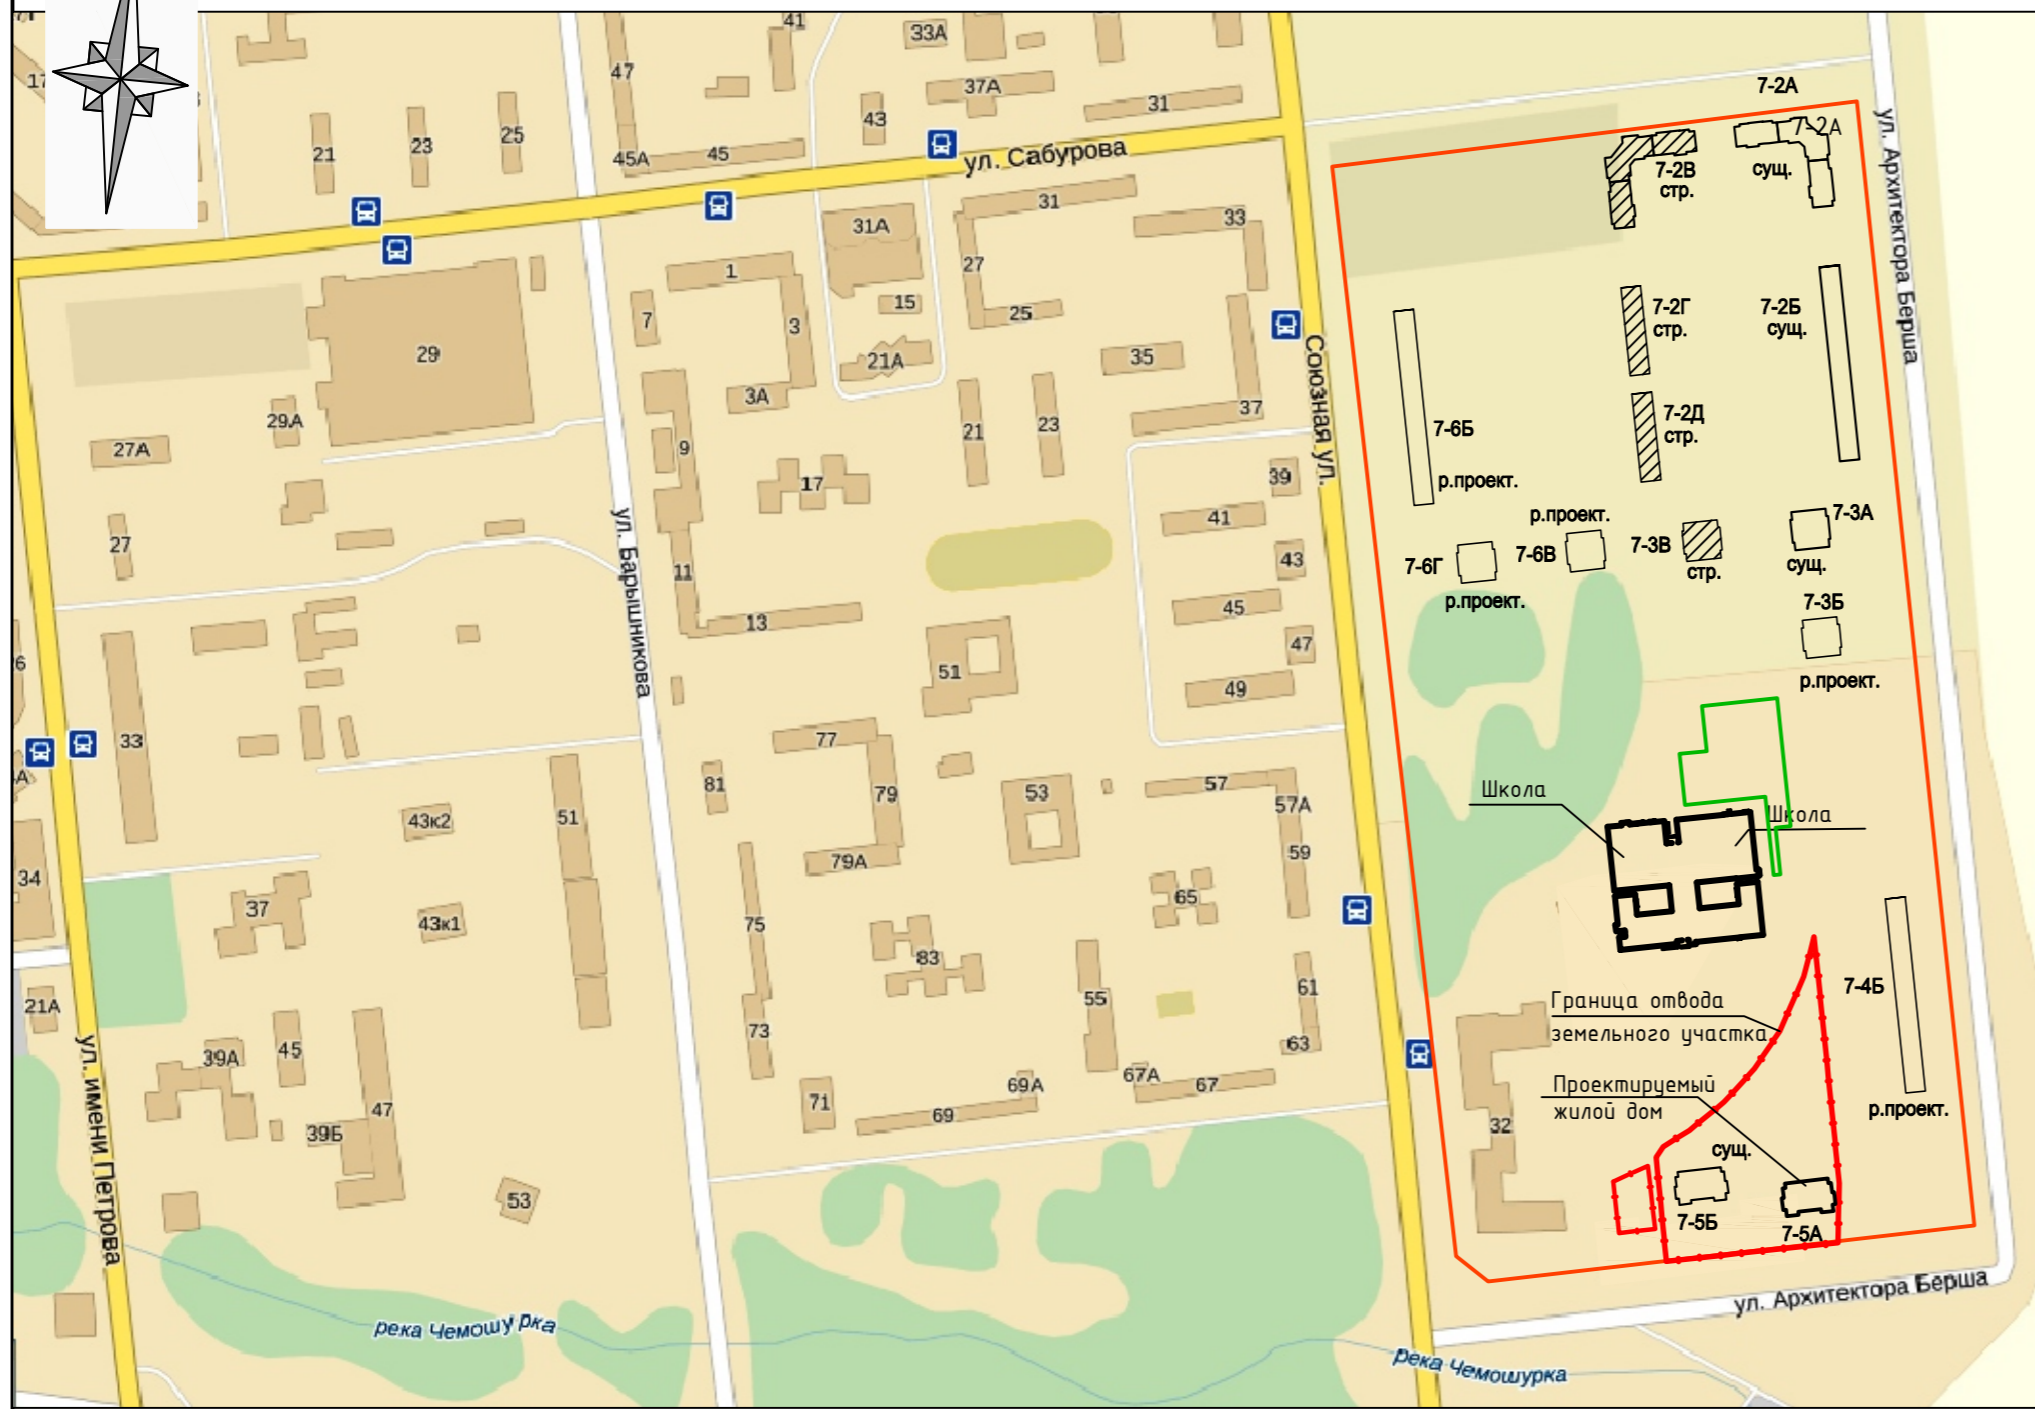 41
33А
47
37А
31
43
17
21
23
25
45А
45
ул. Сабурова
7-2А
7-2А
7-2В
стр.
сущ.
ул. Архитектора Берша
31А
31
33
1
27
15
25
7
3
29
21А
35
3А
29А
27А
9
21
23
37
Союзная ул.
7-2Г
стр.
7-2Б
сущ.
7-6Б
7-2Д
стр.
17
39
р.проект.
41
р.проект.
7-3А
27
ул. Барышникова
11
43
7-6Г
7-6В
7-3В
стр.
сущ.
р.проект.
45
7-3Б
13
47
6
51
49
р.проект.
33
77
81
79
53
57
57А
Школа
Школа
43к2
51
79А
59
34
37
43к1
75
65
83
7-4Б
21А
55
61
Граница отвода
земельного участка
73
63
39А
45
ул. имени Петрова
67А
67
69А
71
69
47
39Б
Проектируемый
жилой дом
р.проект.
32
сущ.
53
7-5Б
7-5А
ул. Архитектора Берша
река Чемошурка
река Чемошурка